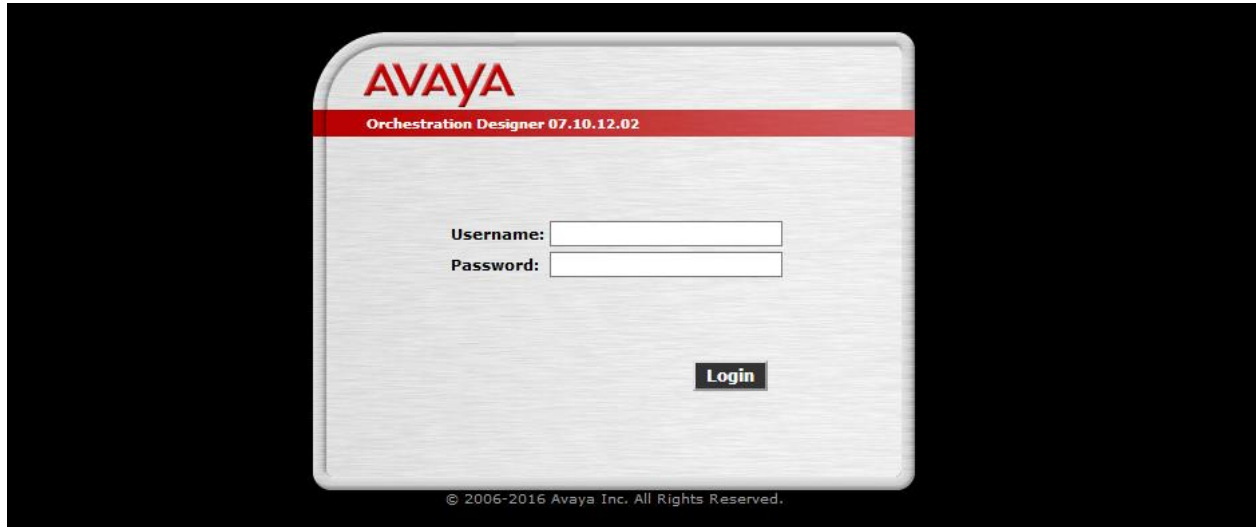 AVAYA
Orchestration Designer 07.10.12.02
Username:
Password:
Login
© 2006-2016 Avaya Inc. All Rights Reserved.